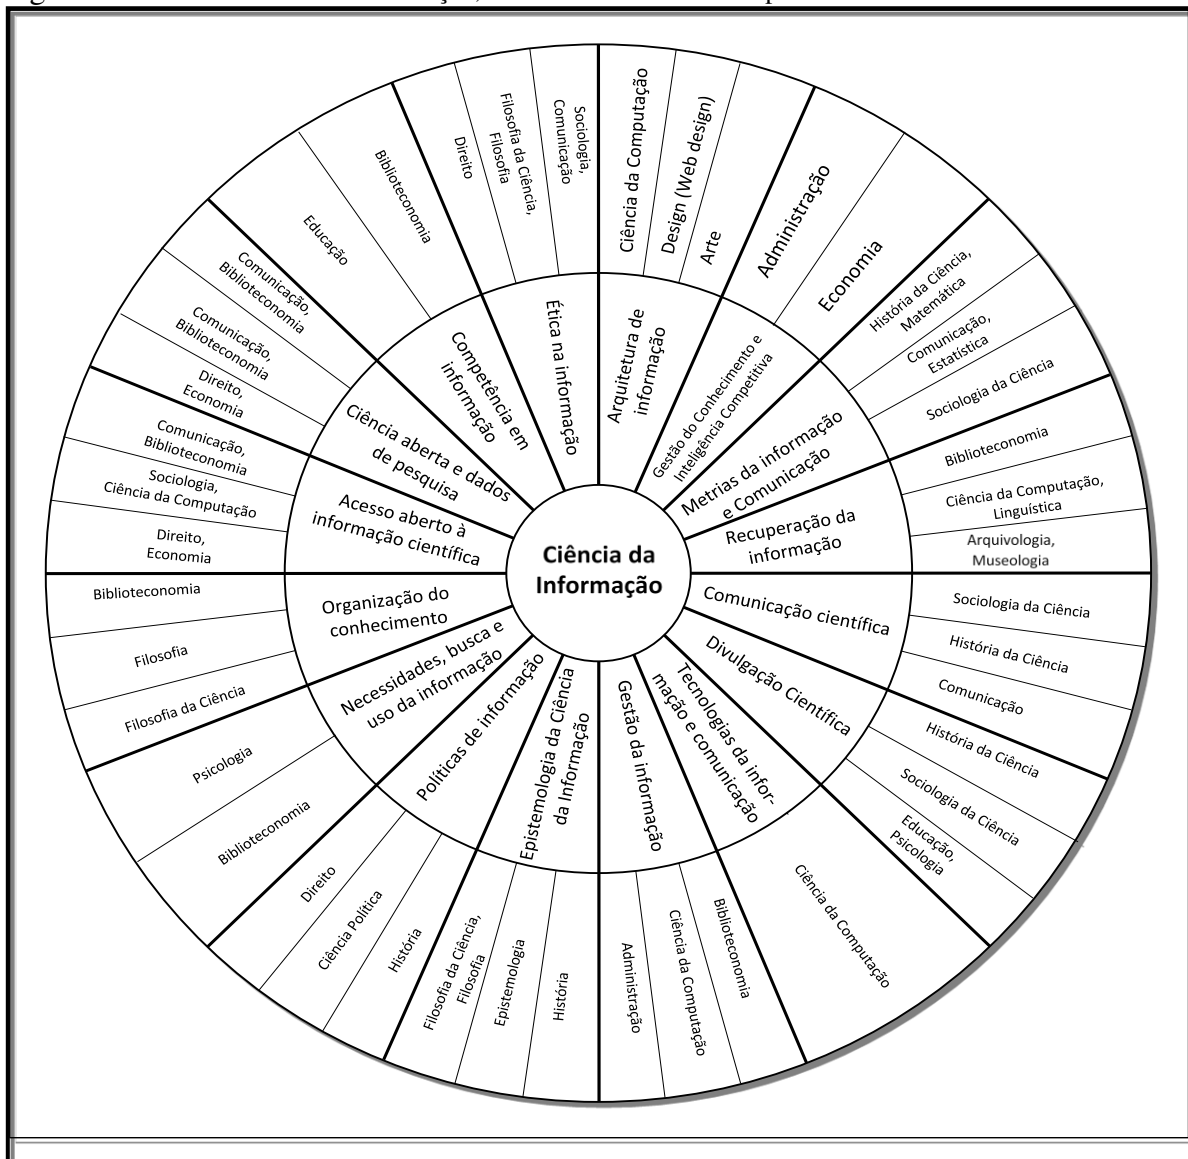 Ciência da
Informação
Arquitetura de
informação
Ciência da Computação
Design (Web design)
Arte
Gestão do Conhecimento e
Inteligência Competitiva
Administração
Economia
Metrias da informação
e Comunicação
História da Ciência,
Matemática
Comunicação,
Estatística
Sociologia da Ciência
Recuperação da
informação
Biblioteconomia
Ciência da Computação,
Linguística
Arquivologia,
Museologia
Comunicação científica
Sociologia da Ciência
História da Ciência
Comunicação
Divulgação Científica
História da Ciência
Sociologia da Ciência
Educação,
Psicologia
Tecnologias da infor-
mação e comunicação
Ciência da Computação
Gestão da informação
Biblioteconomia
Ciência da Computação
Administração
Epistemologia da Ciência
da Informação
História
Epistemologia
Filosofia da Ciência,
Filosofia
Políticas de informação
História
Ciência Política
Direito
Necessidades, busca e
uso da informação
Biblioteconomia
Psicologia
Organização do
conhecimento
Filosofia da Ciência
Filosofia
Biblioteconomia
Acesso aberto à
informação científica
Direito,
Economia
Sociologia,
Ciência da Computação
Comunicação,
Biblioteconomia
Ciência aberta e dados
de pesquisa
Direito,
Economia
Comunicação,
Biblioteconomia
Comunicação,
Biblioteconomia
Competência em
informação
Educação
Biblioteconomia
Ética na informação
Direito
Filosofia da Ciência,
Filosofia
Sociologia,
Comunicação